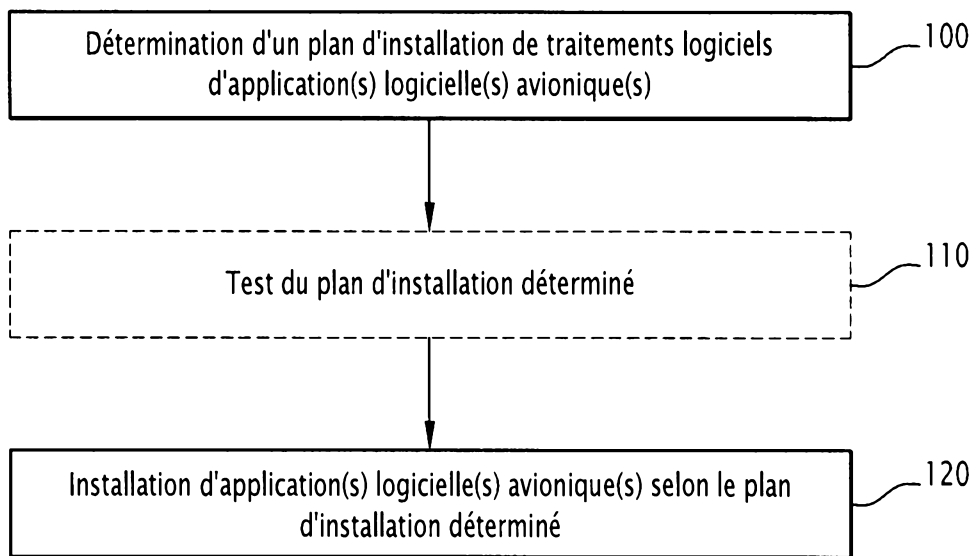 Détermination d'un plan d'installation de traitements logiciels
d'application(s) logicielle(s) avionique(s)
100
Test du plan d'installation déterminé
110
Installation d'application(s) logicielle(s) avionique(s) selon le plan
d'installation déterminé
120